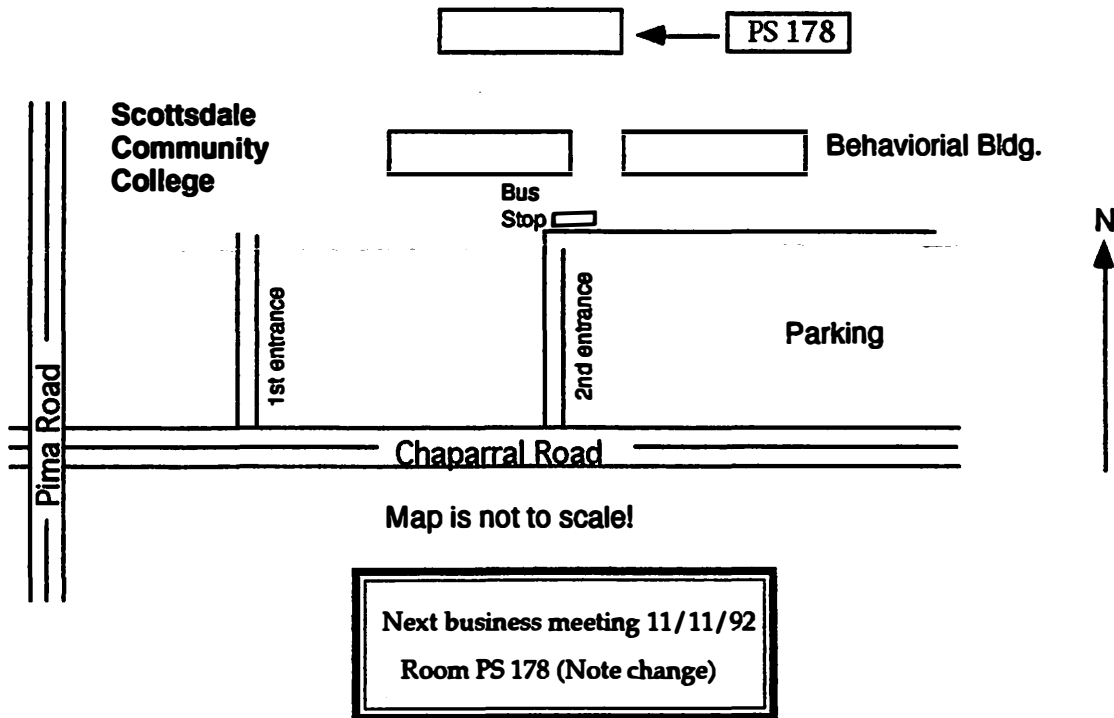 PS 178
Scottsdale
Community
College
Behaviorial Bldg.
Bus
Stop
N
1st entrance
2nd entrance
Parking
Pima Road
Chaparral Road
Map is not to scale!
Next business meeting 11/11/92
Room PS 178 (Note change)